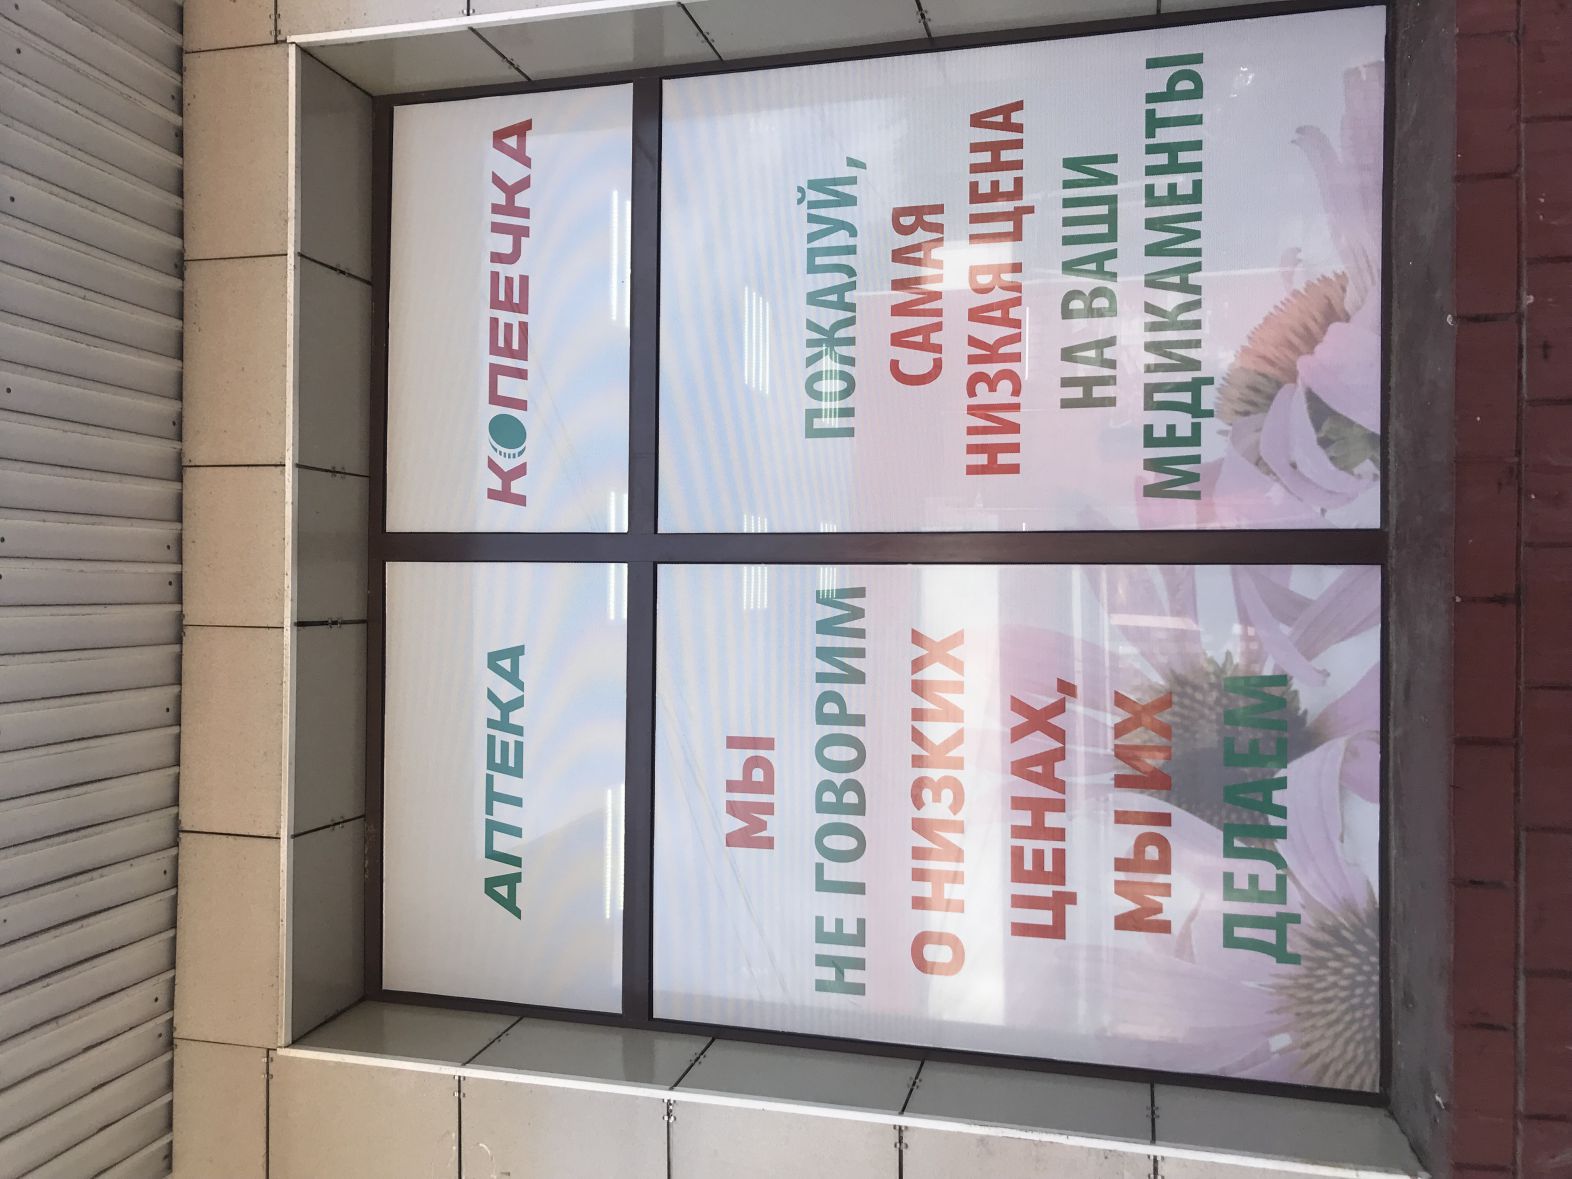 АПТЕКА
КОПЕЕЧКА
МЫ
НЕ ГОВОРИМ
О НИЗКИХ
ЦЕНАХ,
МЫ ИХ
ДЕЛАЕМ
ПОЖАЛУЙ,
САМАЯ
НИЗКАЯ ЦЕНА
НА ВАШИ
МЕДИКАМЕНТЫ